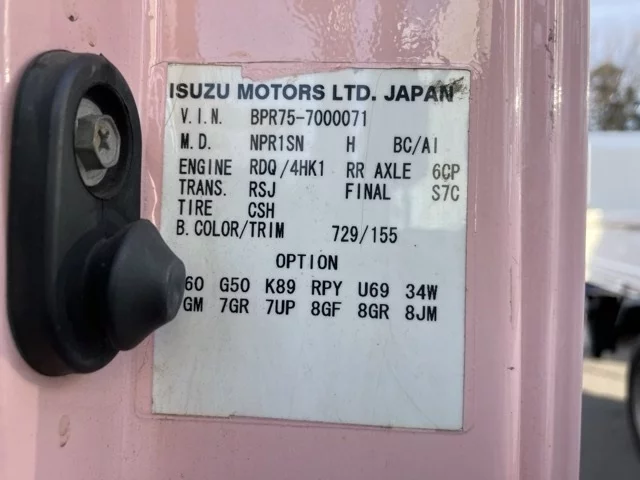 ISUZU MOTORS LTD. JAPAN
V.I.N. BPR75-7000071
M.D. NPR1SN H BC/AI
ENGINE RDQ/4HK1 RR AXLE 6CP
TRANS. RSJ FINAL S7C
TIRE CSH
B.COLOR/TRIM 729/155
OPTION
60 G50 K89 RPY U69 34W
GM 7GR 7UP 8GF 8GR 8JM